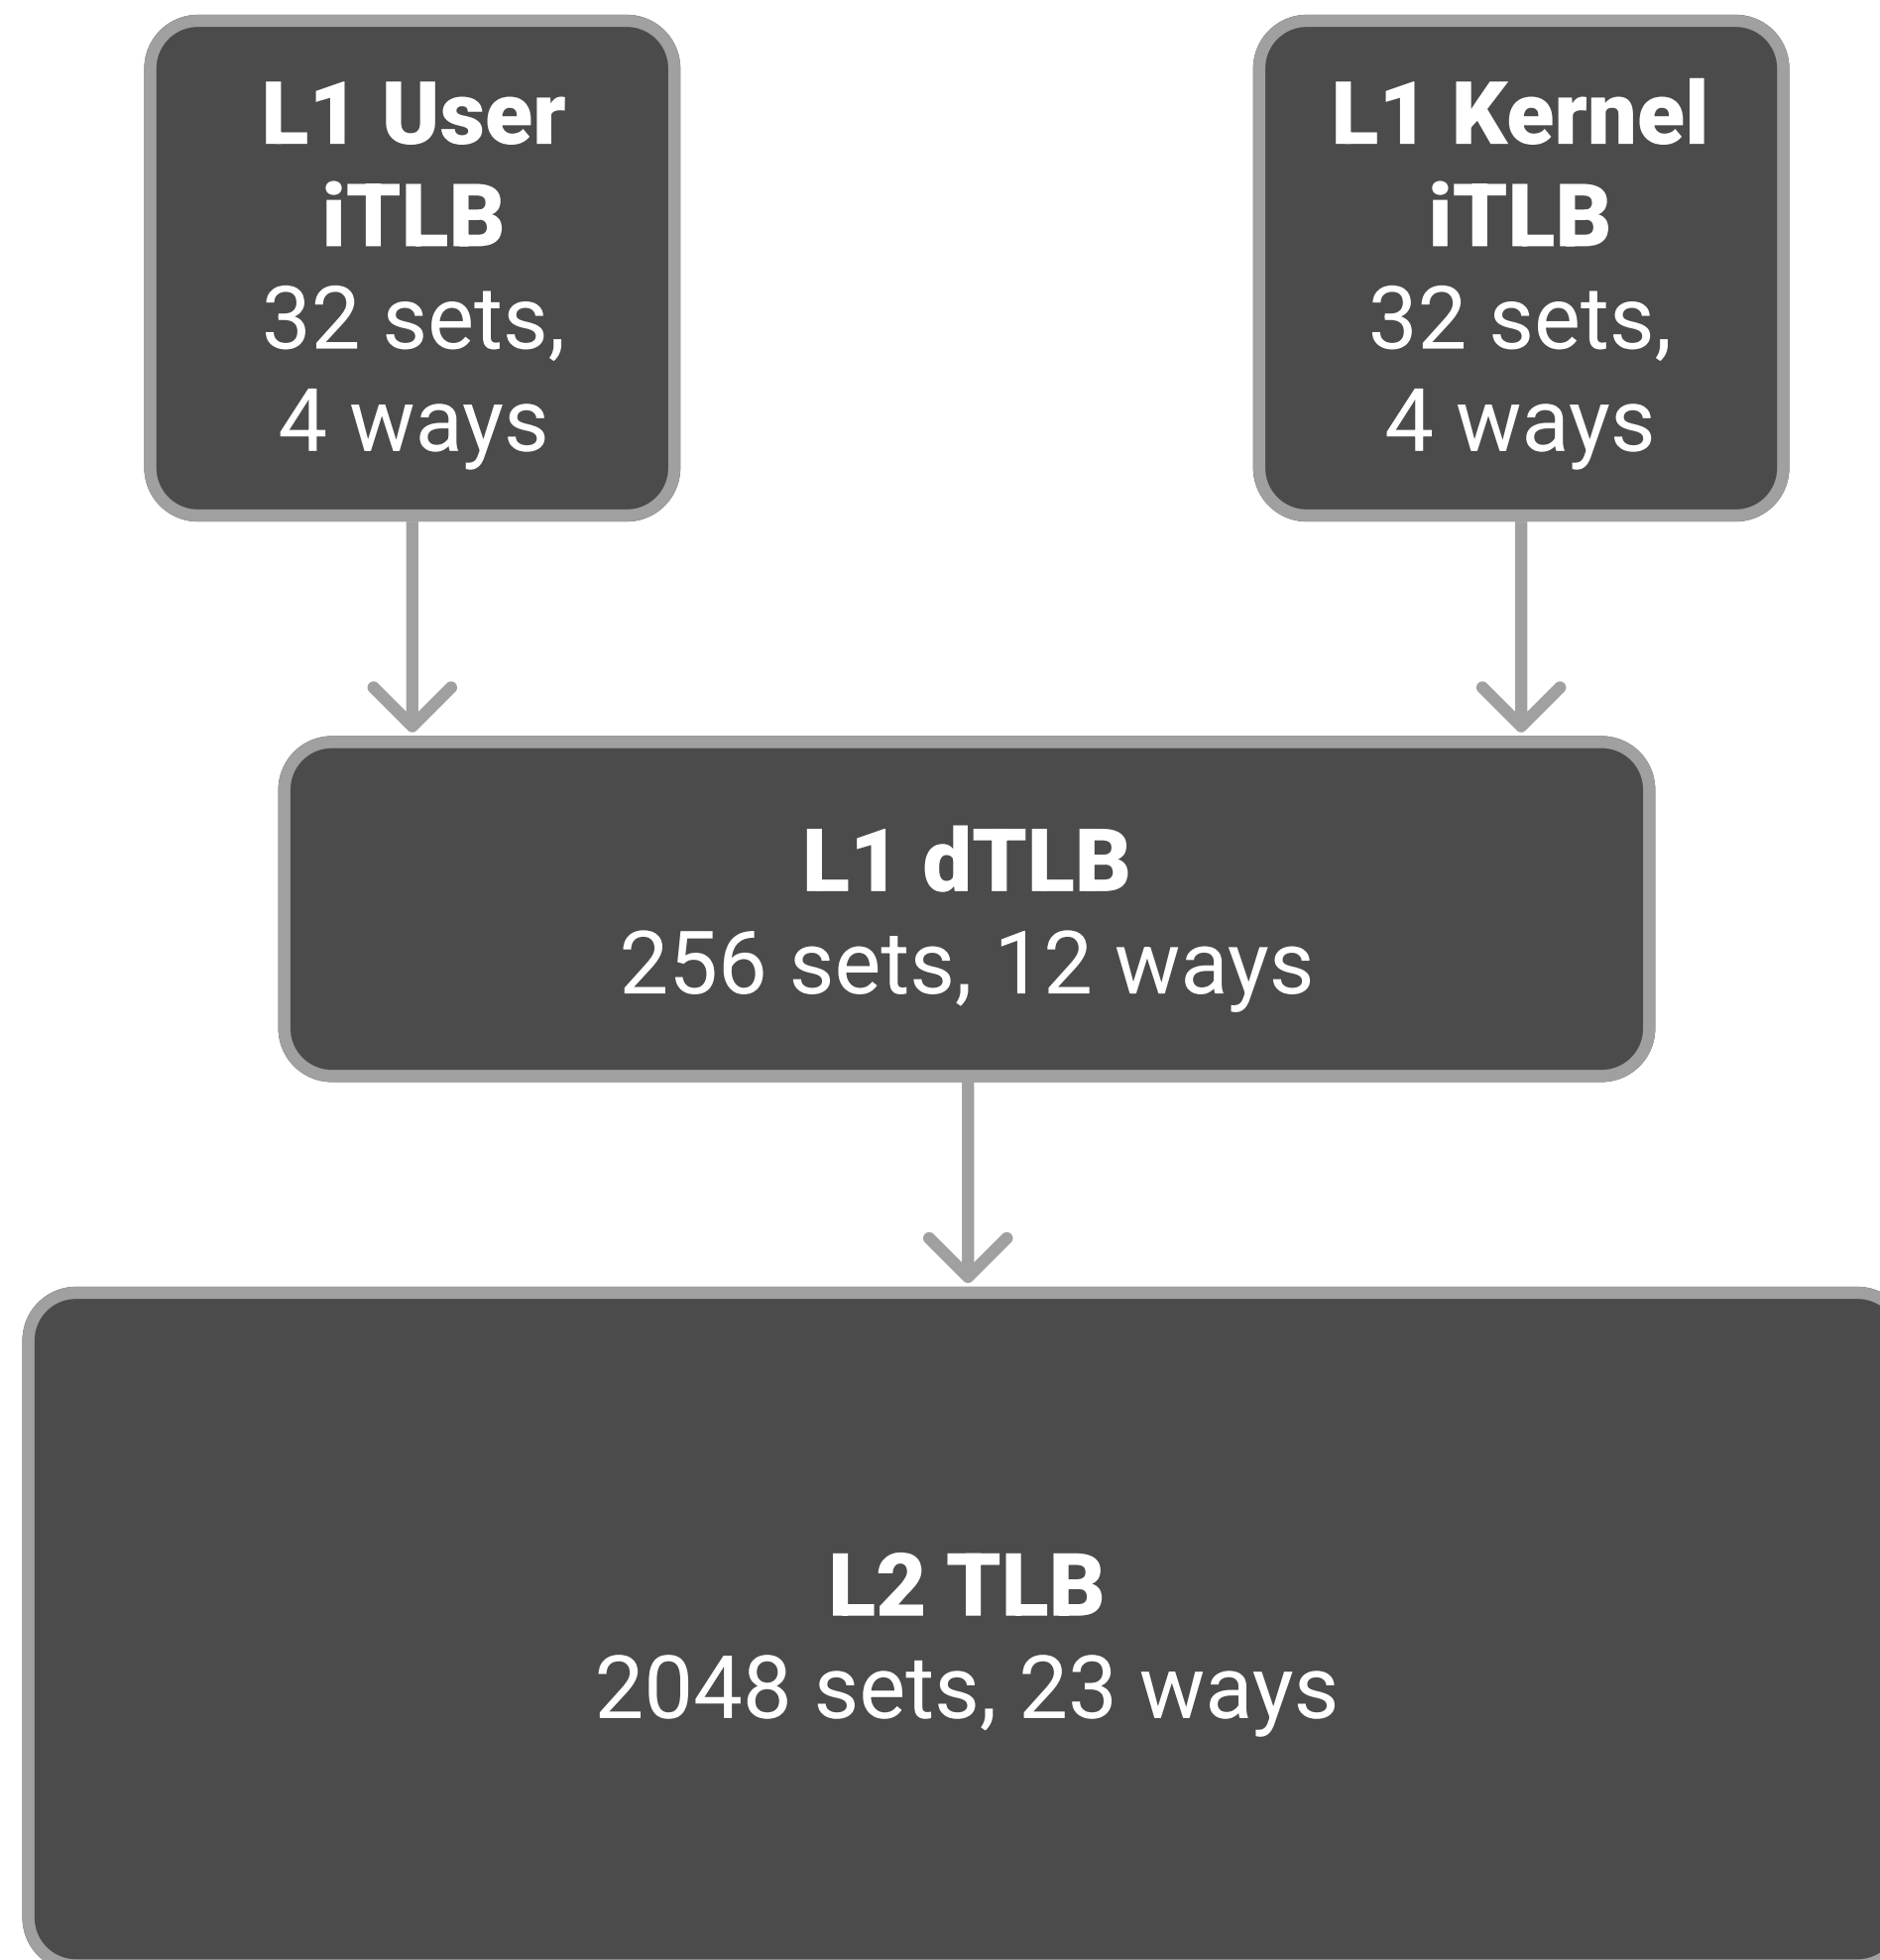 L1 User
iTLB
32 sets,
4 ways
L1 Kernel
iTLB
32 sets,
4 ways
L1 dTLB
256 sets, 12 ways
L2 TLB
2048 sets, 23 ways